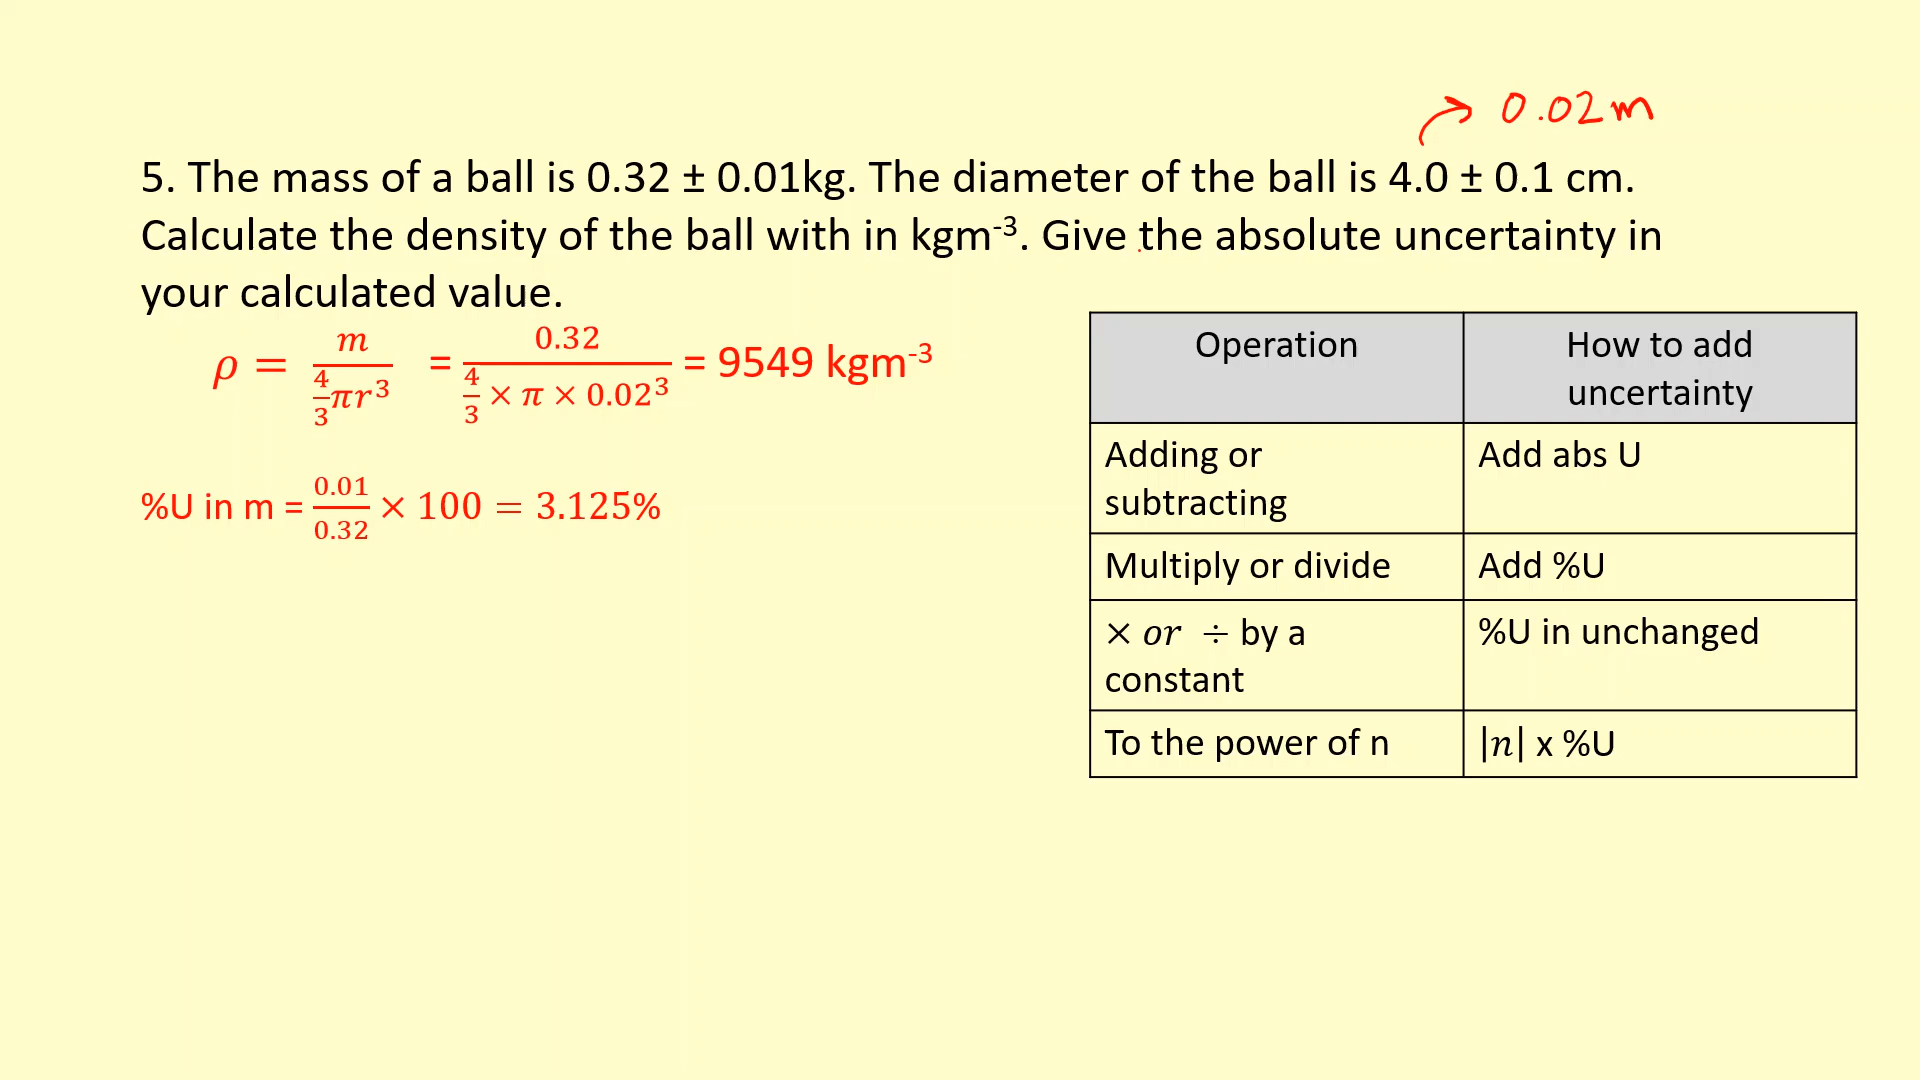 0.02m
5. The mass of a ball is 0.32 ± 0.01kg. The diameter of the ball is 4.0 ± 0.1 cm.
Calculate the density of the ball with in kgm⁻³. Give the absolute uncertainty in
your calculated value.
ρ = m / (4/3 πr³) = 0.32 / (4/3 × π × 0.02³) = 9549 kgm⁻³
%U in m = 0.01/0.32 × 100 = 3.125%
Operation
How to add
uncertainty
Adding or
subtracting
Add abs U
Multiply or divide
Add %U
× or ÷ by a
constant
%U in unchanged
To the power of n
|n| x %U